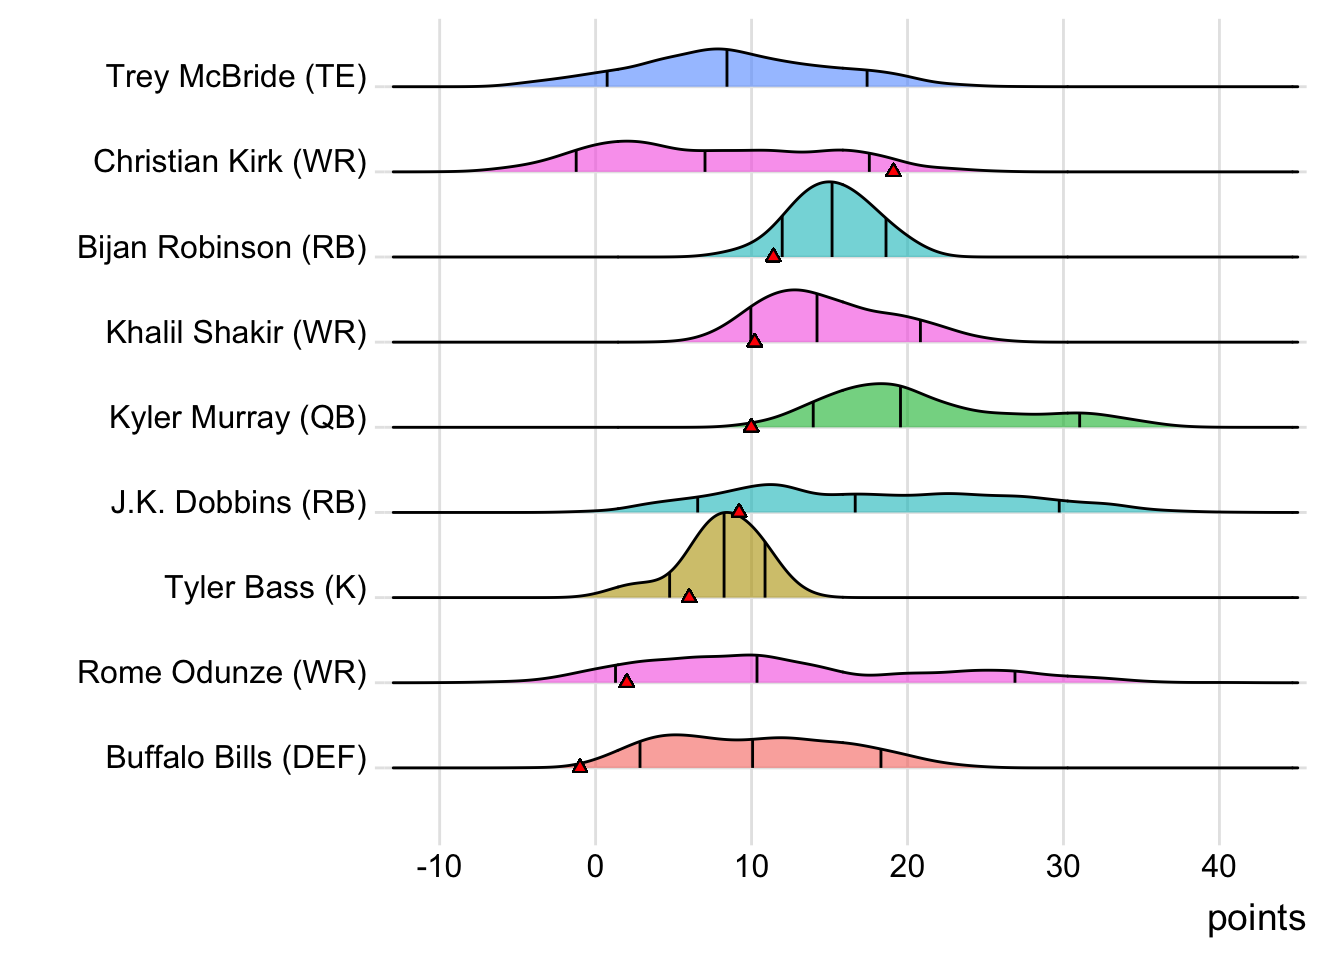 Trey McBride (TE)
Christian Kirk (WR)
Bijan Robinson (RB)
Khalil Shakir (WR)
Kyler Murray (QB)
J.K. Dobbins (RB)
Tyler Bass (K)
Rome Odunze (WR)
Buffalo Bills (DEF)
-10 0 10 20 30 40
points